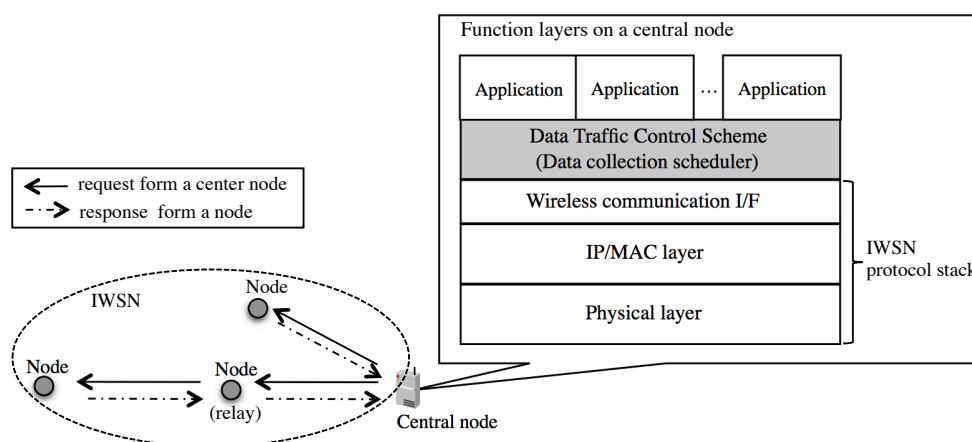 Function layers on a central node
Application Application ... Application
Data Traffic Control Scheme
(Data collection scheduler)
Wireless communication I/F
IP/MAC layer
Physical layer
IWSN
protocol stack
request form a center node
response form a node
IWSN
Node
Node
Node
(relay)
Central node